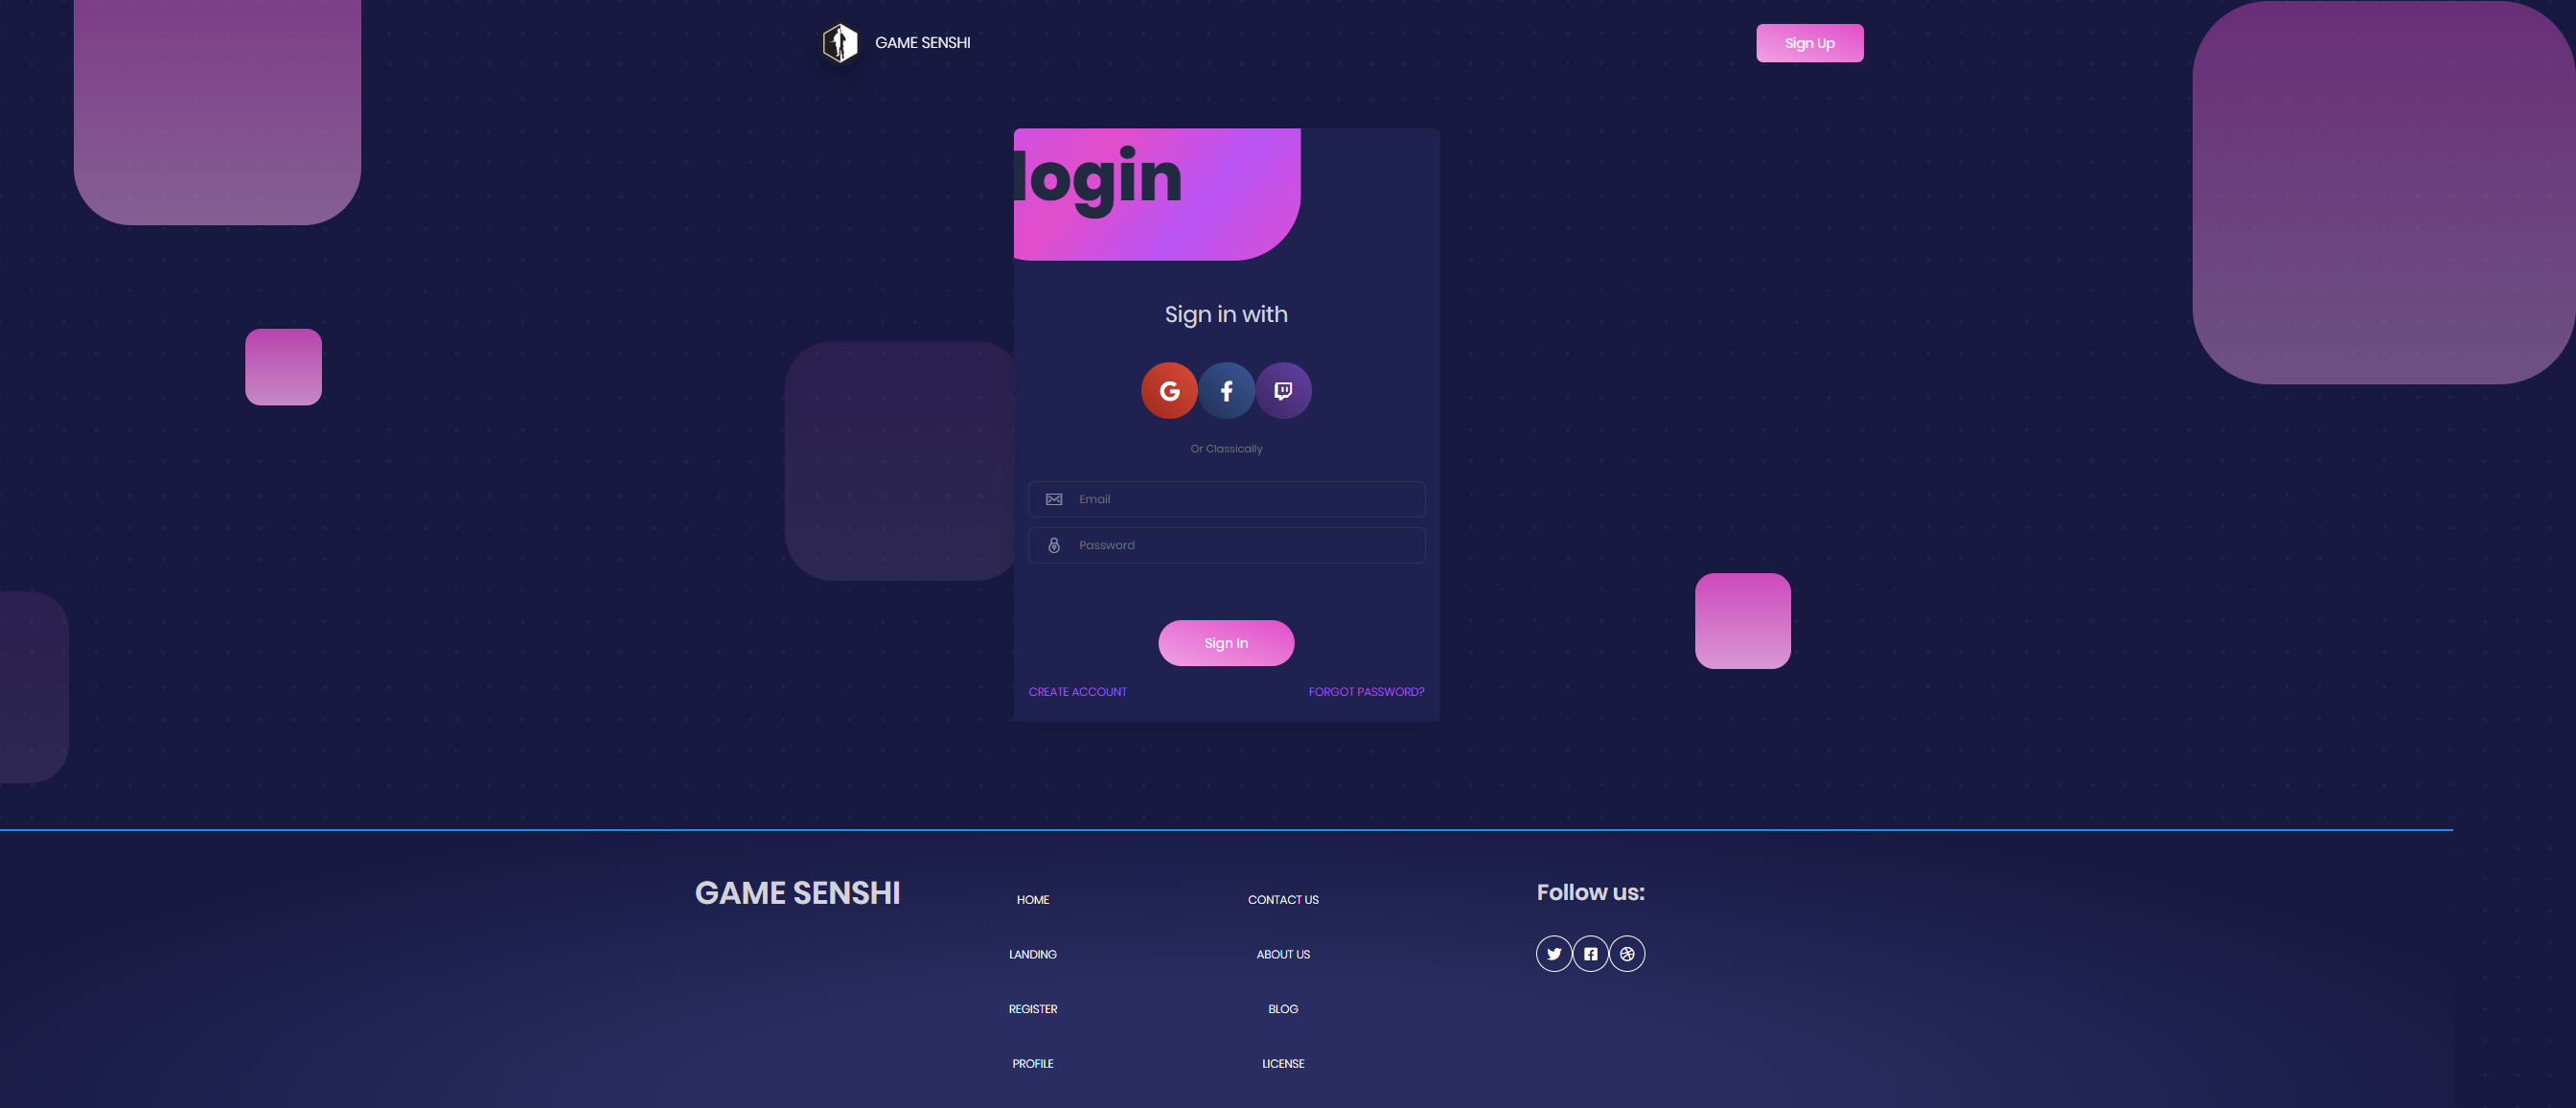 GAME SENSHI
Sign Up
login
Sign in with
Or Classically
Email
Password
Sign In
CREATE ACCOUNT
FORGOT PASSWORD?
GAME SENSHI
HOME
LANDING
REGISTER
PROFILE
CONTACT US
ABOUT US
BLOG
LICENSE
Follow us: